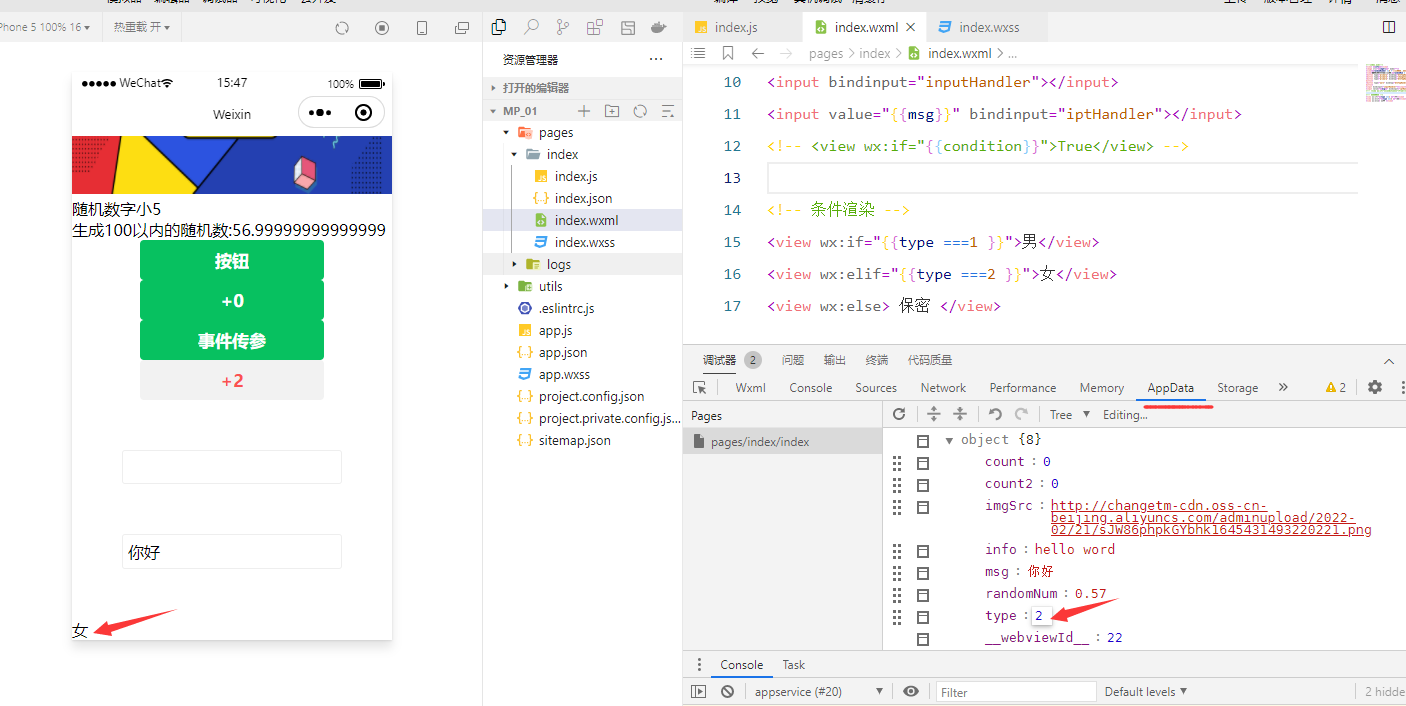 Phone 5 100% 16
热重载 开
WeChat
15:47
100%
Weixin
随机数字小5
生成100以内的随机数:56.99999999999999
按钮
+0
事件传参
+2
你好
女
资源管理器
打开的编辑器
MP_01
pages
index
index.js
index.json
index.wxml
index.wxss
logs
utils
.eslintrc.js
app.js
app.json
app.wxss
project.config.json
project.private.config.js...
sitemap.json
index.js
index.wxml
index.wxss
pages > index > index.wxml > ...
10 <input bindinput="inputHandler"></input>
11 <input value="{{msg}}" bindinput="iptHandler"></input>
12 <!-- <view wx:if="{{condition}}">True</view> -->
13
14 <!-- 条件渲染 -->
15 <view wx:if="{{type ===1 }}">男</view>
16 <view wx:elif="{{type ===2 }}">女</view>
17 <view wx:else> 保密 </view>
调试器 2 问题 输出 终端 代码质量
Wxml Console Sources Network Performance Memory AppData Storage » 2
Pages
Tree Editing...
pages/index/index
object {8}
count : 0
count2 : 0
imgSrc : http://changetm-cdn.oss-cn-
beijing.aliyuncs.com/adminupload/2022-
02/21/sJW86phpkGYbhk1645431493220221.png
info : hello word
msg : 你好
randomNum : 0.57
type : 2
__webviewId__ : 22
Console Task
appservice (#20)
Filter
Default levels
2 hidde